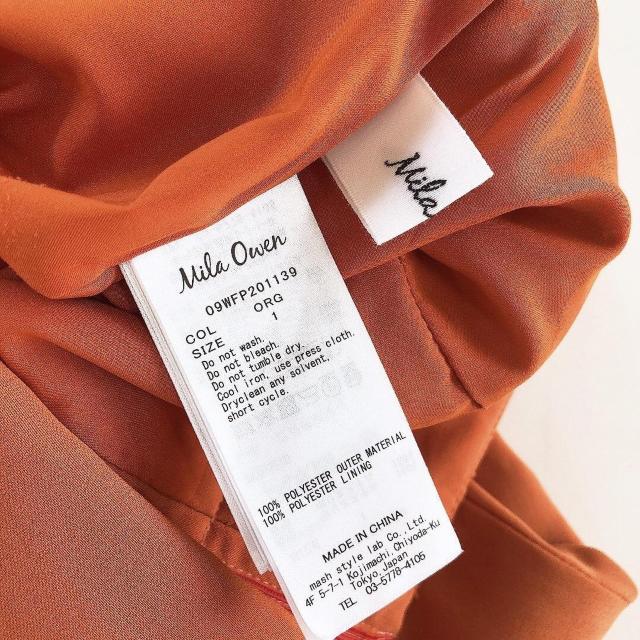 Mila
Mila Owen
09WFP201139
COL ORG
SIZE 1
Do not wash.
Do not bleach.
Do not tumble dry.
Cool iron, use press cloth.
Dryclean any solvent,
short cycle.
100% POLYESTER OUTER MATERIAL
100% POLYESTER LINING
MADE IN CHINA
mash style lab Co., Ltd.
4F 5-7-1 Kojimachi, Chiyoda-Ku
Tokyo, Japan
TEL 03-5778-4105